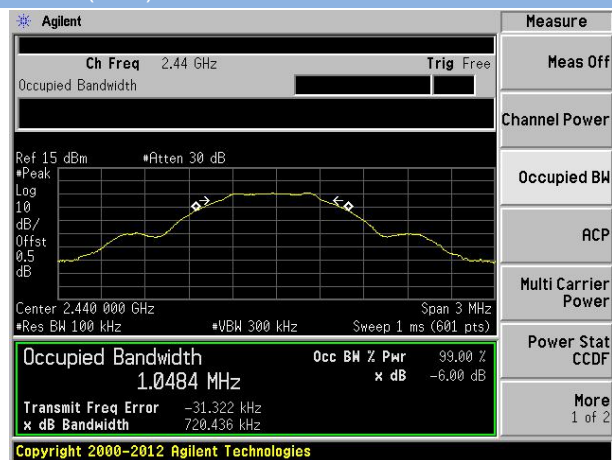 Agilent
Measure
Ch Freq 2.44 GHz Trig Free
Occupied Bandwidth
Meas Off
Channel Power
Occupied BW
ACP
Multi Carrier
Power
Power Stat
CCDF
More
1 of 2
Ref 15 dBm #Atten 30 dB
#Peak
Log
10
dB/
Offst
0.5
dB
Center 2.440 000 GHz Span 3 MHz
#Res BW 100 kHz #VBW 300 kHz Sweep 1 ms (601 pts)
Occupied Bandwidth Occ BW % Pwr 99.00 %
1.0484 MHz x dB -6.00 dB
Transmit Freq Error -31.322 kHz
x dB Bandwidth 720.436 kHz
Copyright 2000-2012 Agilent Technologies